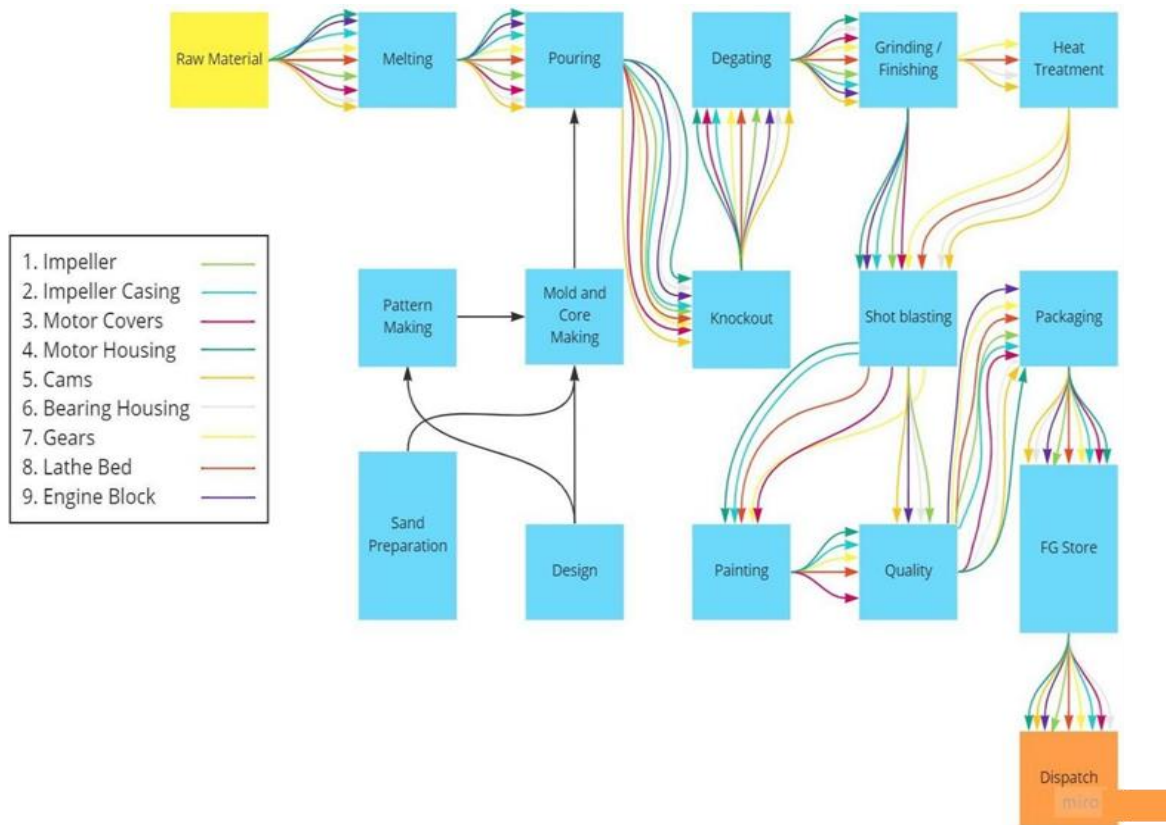 Raw Material
Melting
Pouring
Degating
Grinding /
Finishing
Heat
Treatment
1. Impeller
2. Impeller Casing
3. Motor Covers
4. Motor Housing
5. Cams
6. Bearing Housing
7. Gears
8. Lathe Bed
9. Engine Block
Pattern
Making
Mold and
Core
Making
Knockout
Shot blasting
Packaging
Sand
Preparation
Design
Painting
Quality
FG Store
Dispatch
miro